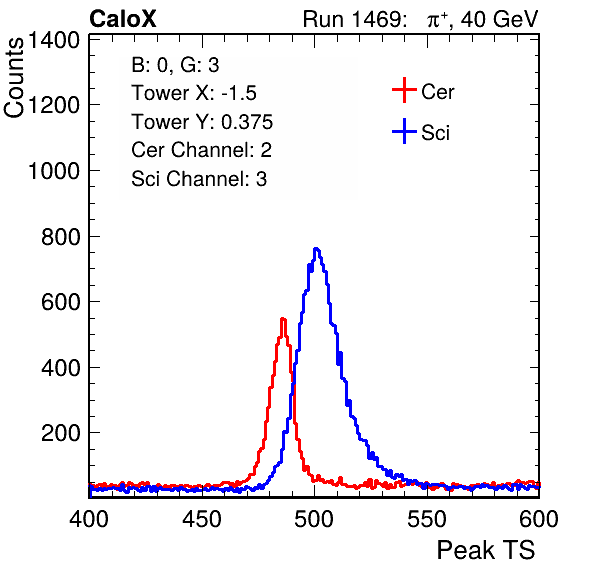 CaloX Run 1469: π⁺, 40 GeV
Counts
1400
1200
1000
800
600
400
200
B: 0, G: 3
Tower X: -1.5
Tower Y: 0.375
Cer Channel: 2
Sci Channel: 3
Cer
Sci
400 450 500 550 600
Peak TS